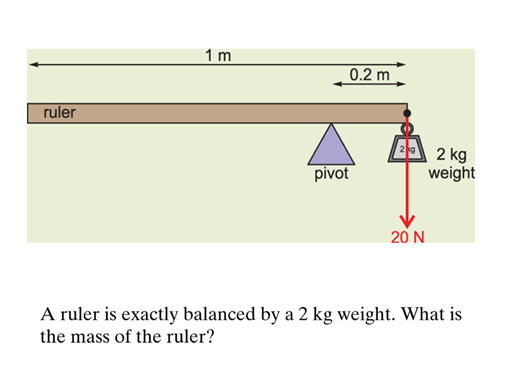 1 m
0.2 m
ruler
2 kg
2 kg
weight
pivot
20 N
A ruler is exactly balanced by a 2 kg weight. What is
the mass of the ruler?